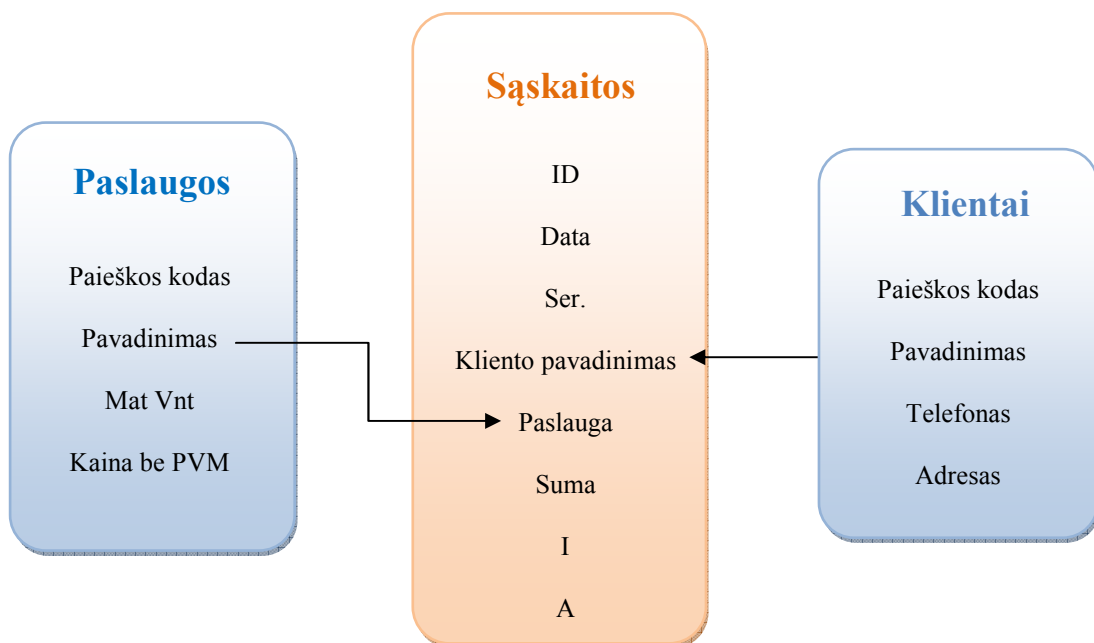 Paslaugos
Paieškos kodas
Pavadinimas
Mat Vnt
Kaina be PVM
Sąskaitos
ID
Data
Ser.
Kliento pavadinimas
Paslauga
Suma
I
A
Klientai
Paieškos kodas
Pavadinimas
Telefonas
Adresas